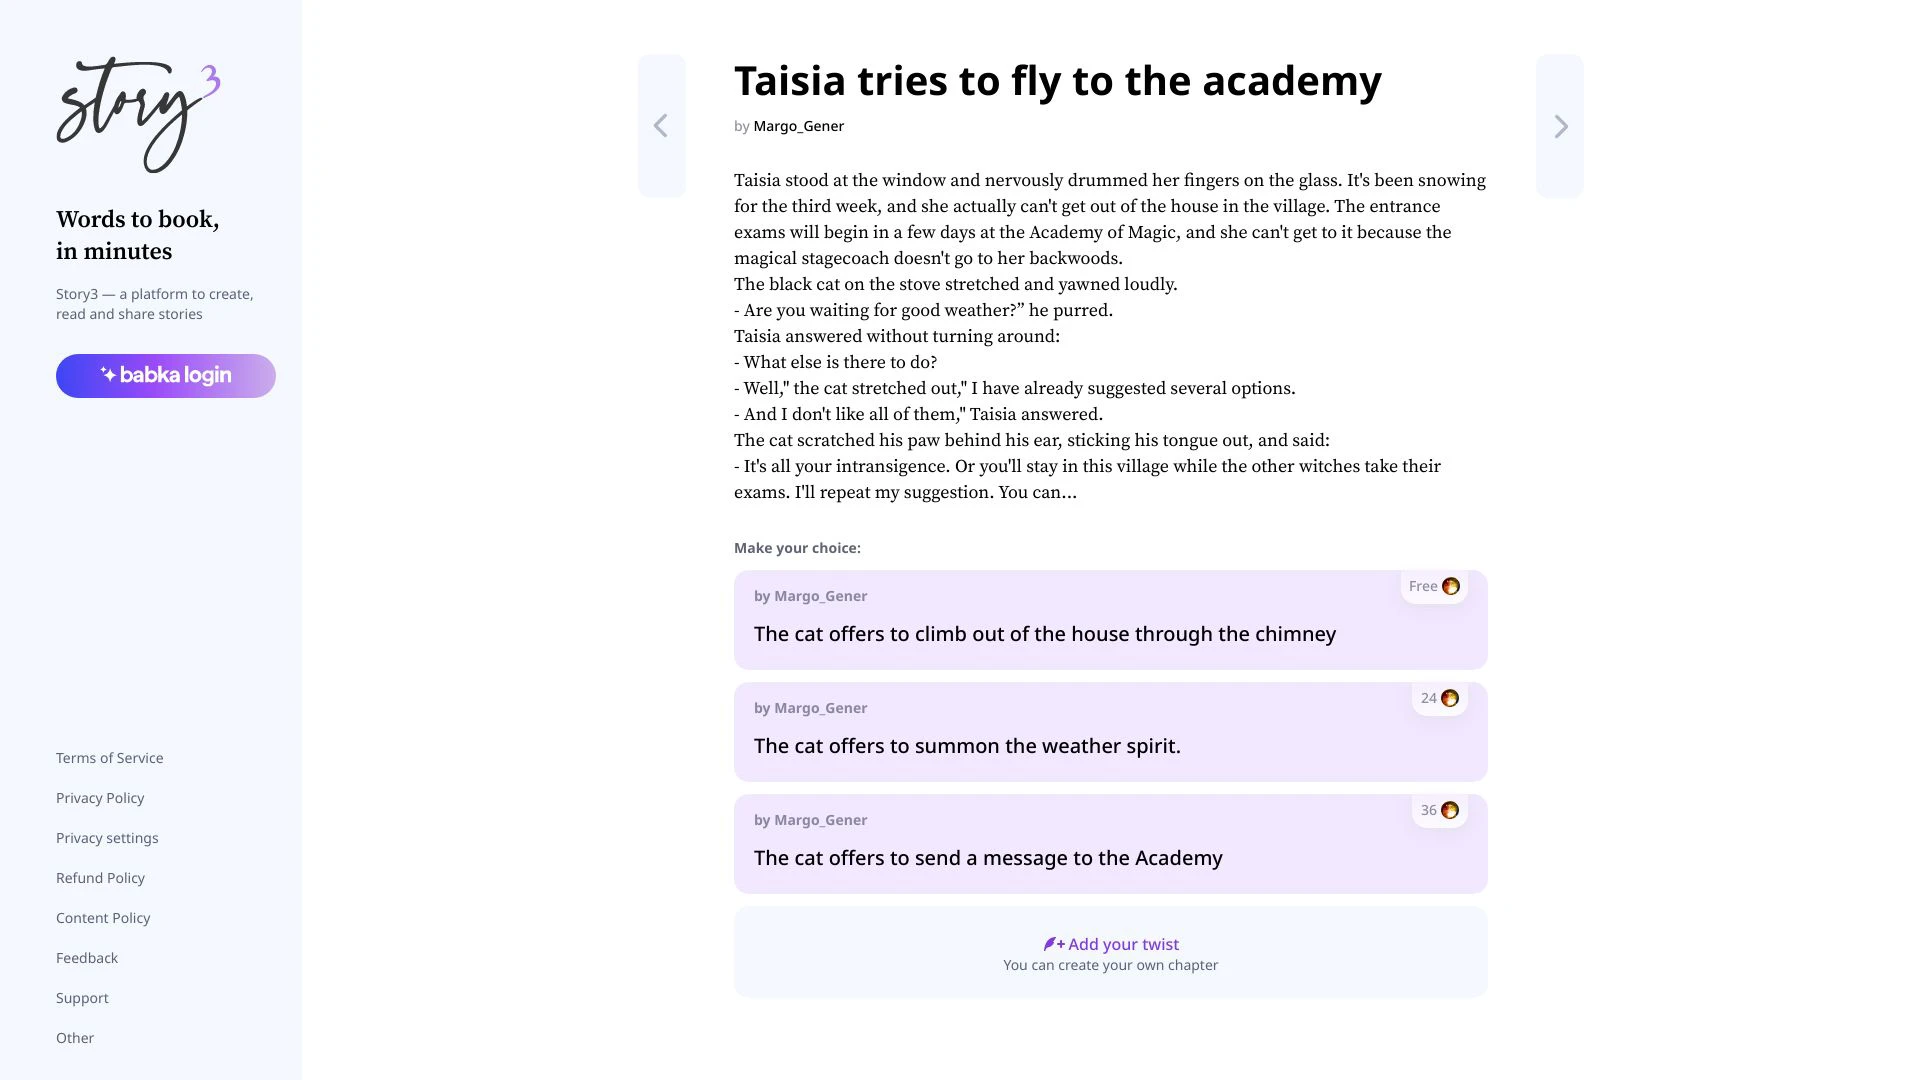 story3
Words to book,
in minutes
Story3 — a platform to create,
read and share stories
babka login
Terms of Service
Privacy Policy
Privacy settings
Refund Policy
Content Policy
Feedback
Support
Other
Taisia tries to fly to the academy
by Margo_Gener
Taisia stood at the window and nervously drummed her fingers on the glass. It's been snowing
for the third week, and she actually can't get out of the house in the village. The entrance
exams will begin in a few days at the Academy of Magic, and she can't get to it because the
magical stagecoach doesn't go to her backwoods.
The black cat on the stove stretched and yawned loudly.
- Are you waiting for good weather?” he purred.
Taisia answered without turning around:
- What else is there to do?
- Well," the cat stretched out," I have already suggested several options.
- And I don't like all of them," Taisia answered.
The cat scratched his paw behind his ear, sticking his tongue out, and said:
- It's all your intransigence. Or you'll stay in this village while the other witches take their
exams. I'll repeat my suggestion. You can...
Make your choice:
by Margo_Gener
Free
The cat offers to climb out of the house through the chimney
by Margo_Gener
24
The cat offers to summon the weather spirit.
by Margo_Gener
36
The cat offers to send a message to the Academy
Add your twist
You can create your own chapter